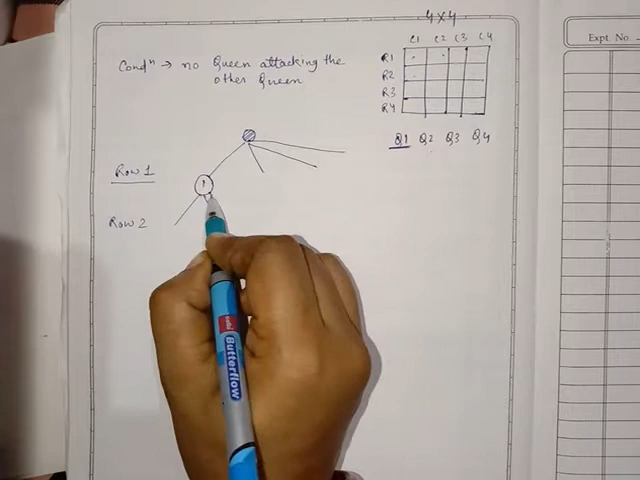 4x4
C1 C2 C3 C4
R1
R2
R3
R4
Condⁿ → no Queen attacking the
other Queen
Q1 Q2 Q3 Q4
Row 1
1
Row 2
Expt. No.
cello
Butterflow